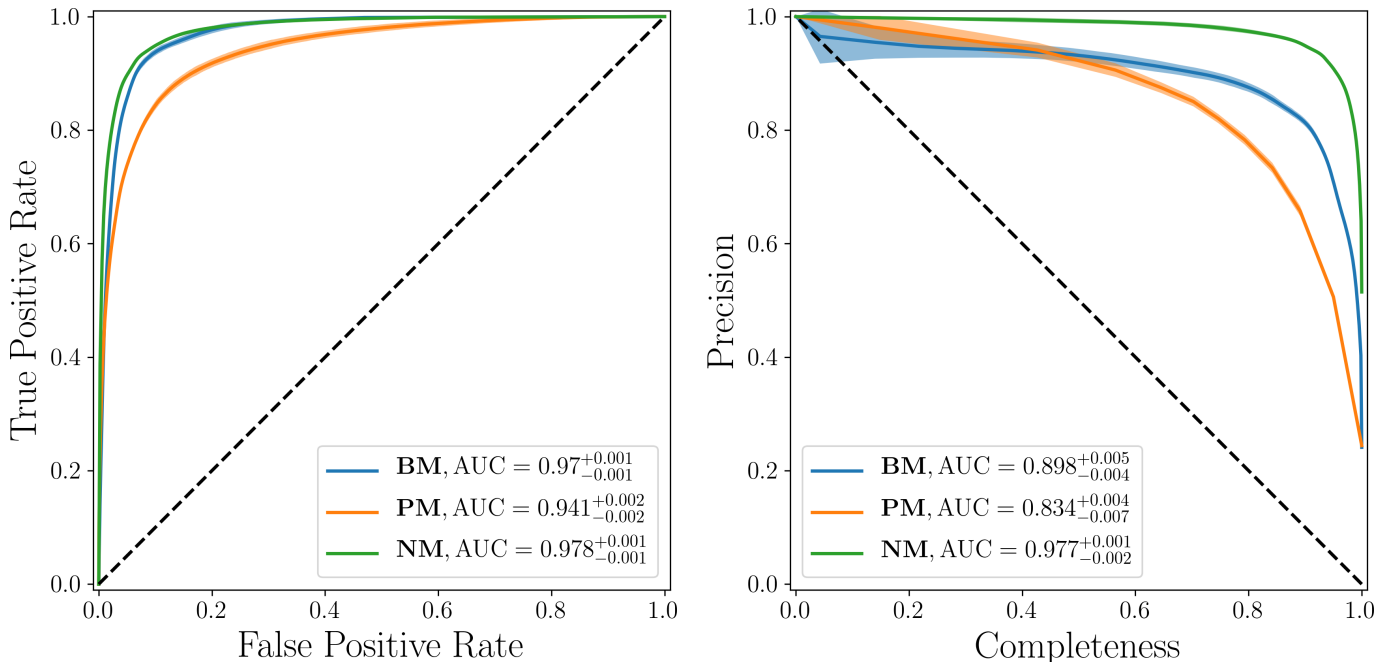 1.0
0.8
0.6
0.4
0.2
0.0
True Positive Rate
0.0 0.2 0.4 0.6 0.8 1.0
False Positive Rate
BM, AUC = 0.97 +0.001 −0.001
PM, AUC = 0.941 +0.002 −0.002
NM, AUC = 0.978 +0.001 −0.001
1.0
0.8
0.6
0.4
0.2
0.0
Precision
0.0 0.2 0.4 0.6 0.8 1.0
Completeness
BM, AUC = 0.898 +0.005 −0.004
PM, AUC = 0.834 +0.004 −0.007
NM, AUC = 0.977 +0.001 −0.002